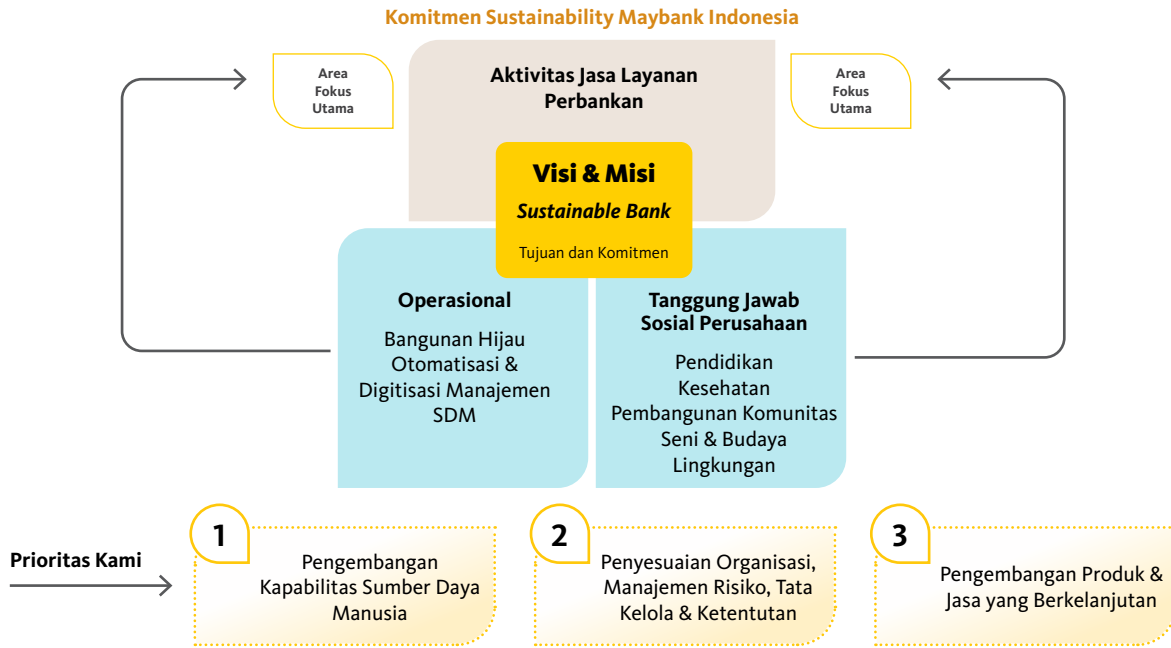 Komitmen Sustainability Maybank Indonesia
Area
Fokus
Utama
Aktivitas Jasa Layanan
Perbankan
Area
Fokus
Utama
Visi & Misi
Sustainable Bank
Tujuan dan Komitmen
Operasional
Bangunan Hijau
Otomatisasi &
Digitisasi Manajemen
SDM
Tanggung Jawab
Sosial Perusahaan
Pendidikan
Kesehatan
Pembangunan Komunitas
Seni & Budaya
Lingkungan
Prioritas Kami
1
Pengembangan
Kapabilitas Sumber Daya
Manusia
2
Penyesuaian Organisasi,
Manajemen Risiko, Tata
Kelola & Ketentutan
3
Pengembangan Produk &
Jasa yang Berkelanjutan